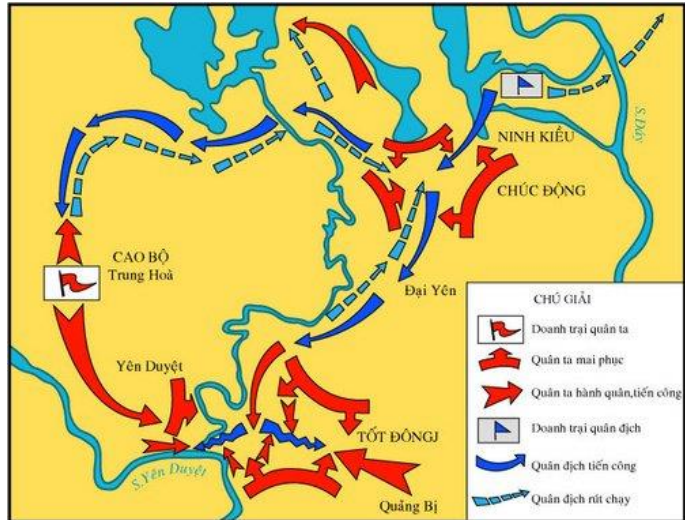 S. Đáy
NINH KIỀU
CHÚC ĐỘNG
CAO BỘ
Trung Hoà
Đại Yên
Yên Duyệt
TỐT ĐÔNGJ
S.Yên Duyệt
Quảng Bị
CHÚ GIẢI
Doanh trại quân ta
Quân ta mai phục
Quân ta hành quân,tiến công
Doanh trại quân địch
Quân địch tiến công
Quân địch rút chạy